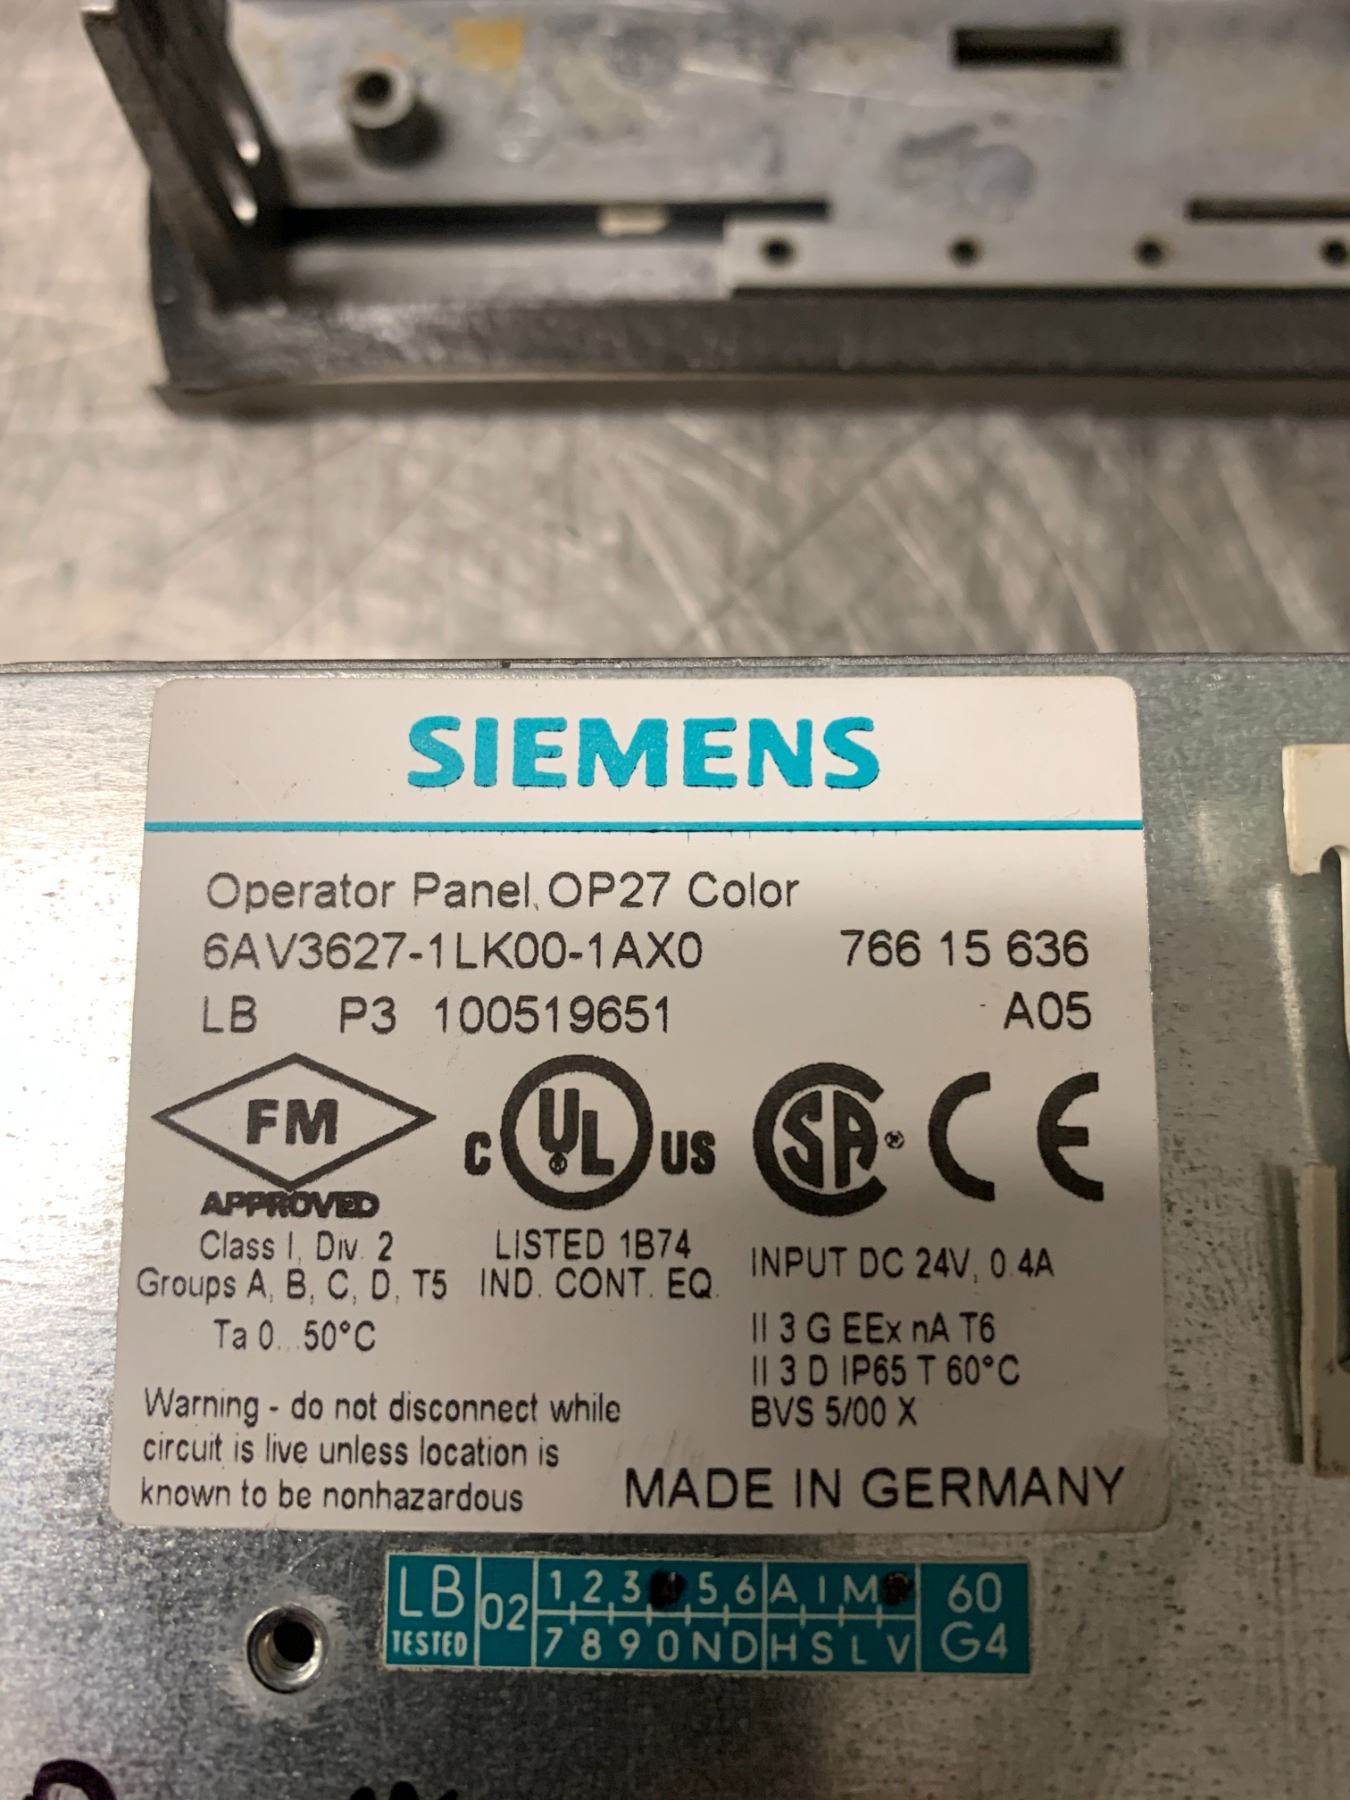 SIEMENS
Operator Panel, OP27 Color
6AV3627-1LK00-1AX0 766 15 636
LB P3 100519651 A05
FM
APPROVED
C UL US
SA
CE
Class I, Div. 2
Groups A, B, C, D, T5
Ta 0...50°C
LISTED 1B74
IND. CONT. EQ.
INPUT DC 24V, 0.4A
II 3 G EEx nA T6
II 3 D IP65 T 60°C
BVS 5/00 X
Warning - do not disconnect while
circuit is live unless location is
known to be nonhazardous
MADE IN GERMANY
LB 02 1 2 3 5 6 A I M 60
TESTED 7 8 9 0 N D H S L V G4